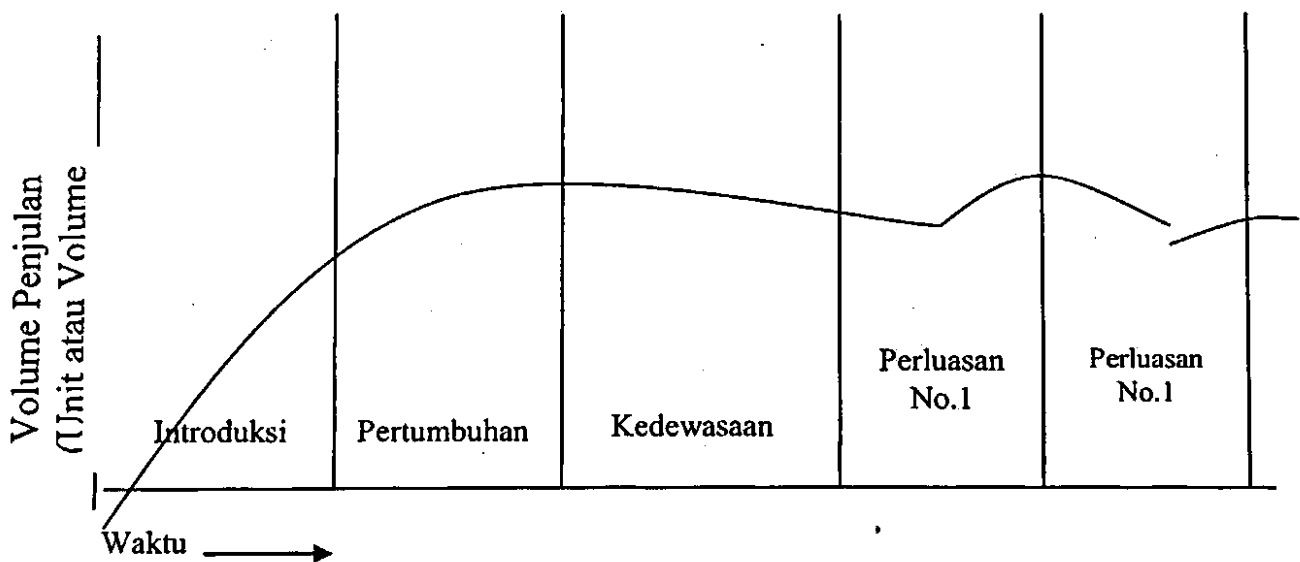 Volume Penjulan
(Unit atau Volume
Introduksi
Pertumbuhan
Kedewasaan
Perluasan
No.1
Perluasan
No.1
Waktu